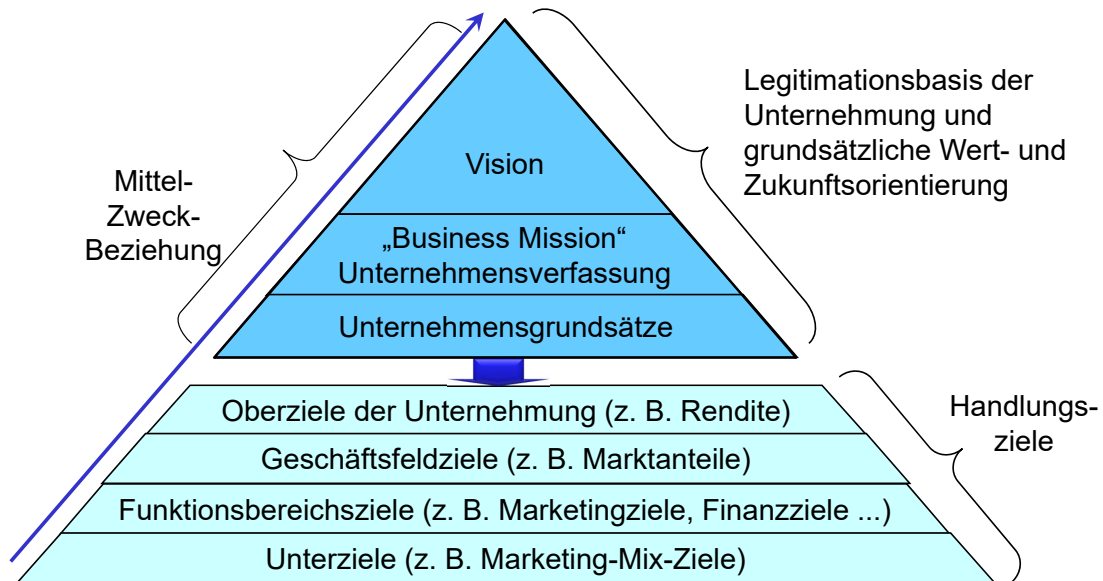 Legitimationsbasis der
Unternehmung und
grundsätzliche Wert- und
Zukunftsorientierung
Vision
Mittel-
Zweck-
Beziehung
„Business Mission“
Unternehmensverfassung
Unternehmensgrundsätze
Oberziele der Unternehmung (z. B. Rendite)
Handlungs-
ziele
Geschäftsfeldziele (z. B. Marktanteile)
Funktionsbereichsziele (z. B. Marketingziele, Finanzziele ...)
Unterziele (z. B. Marketing-Mix-Ziele)